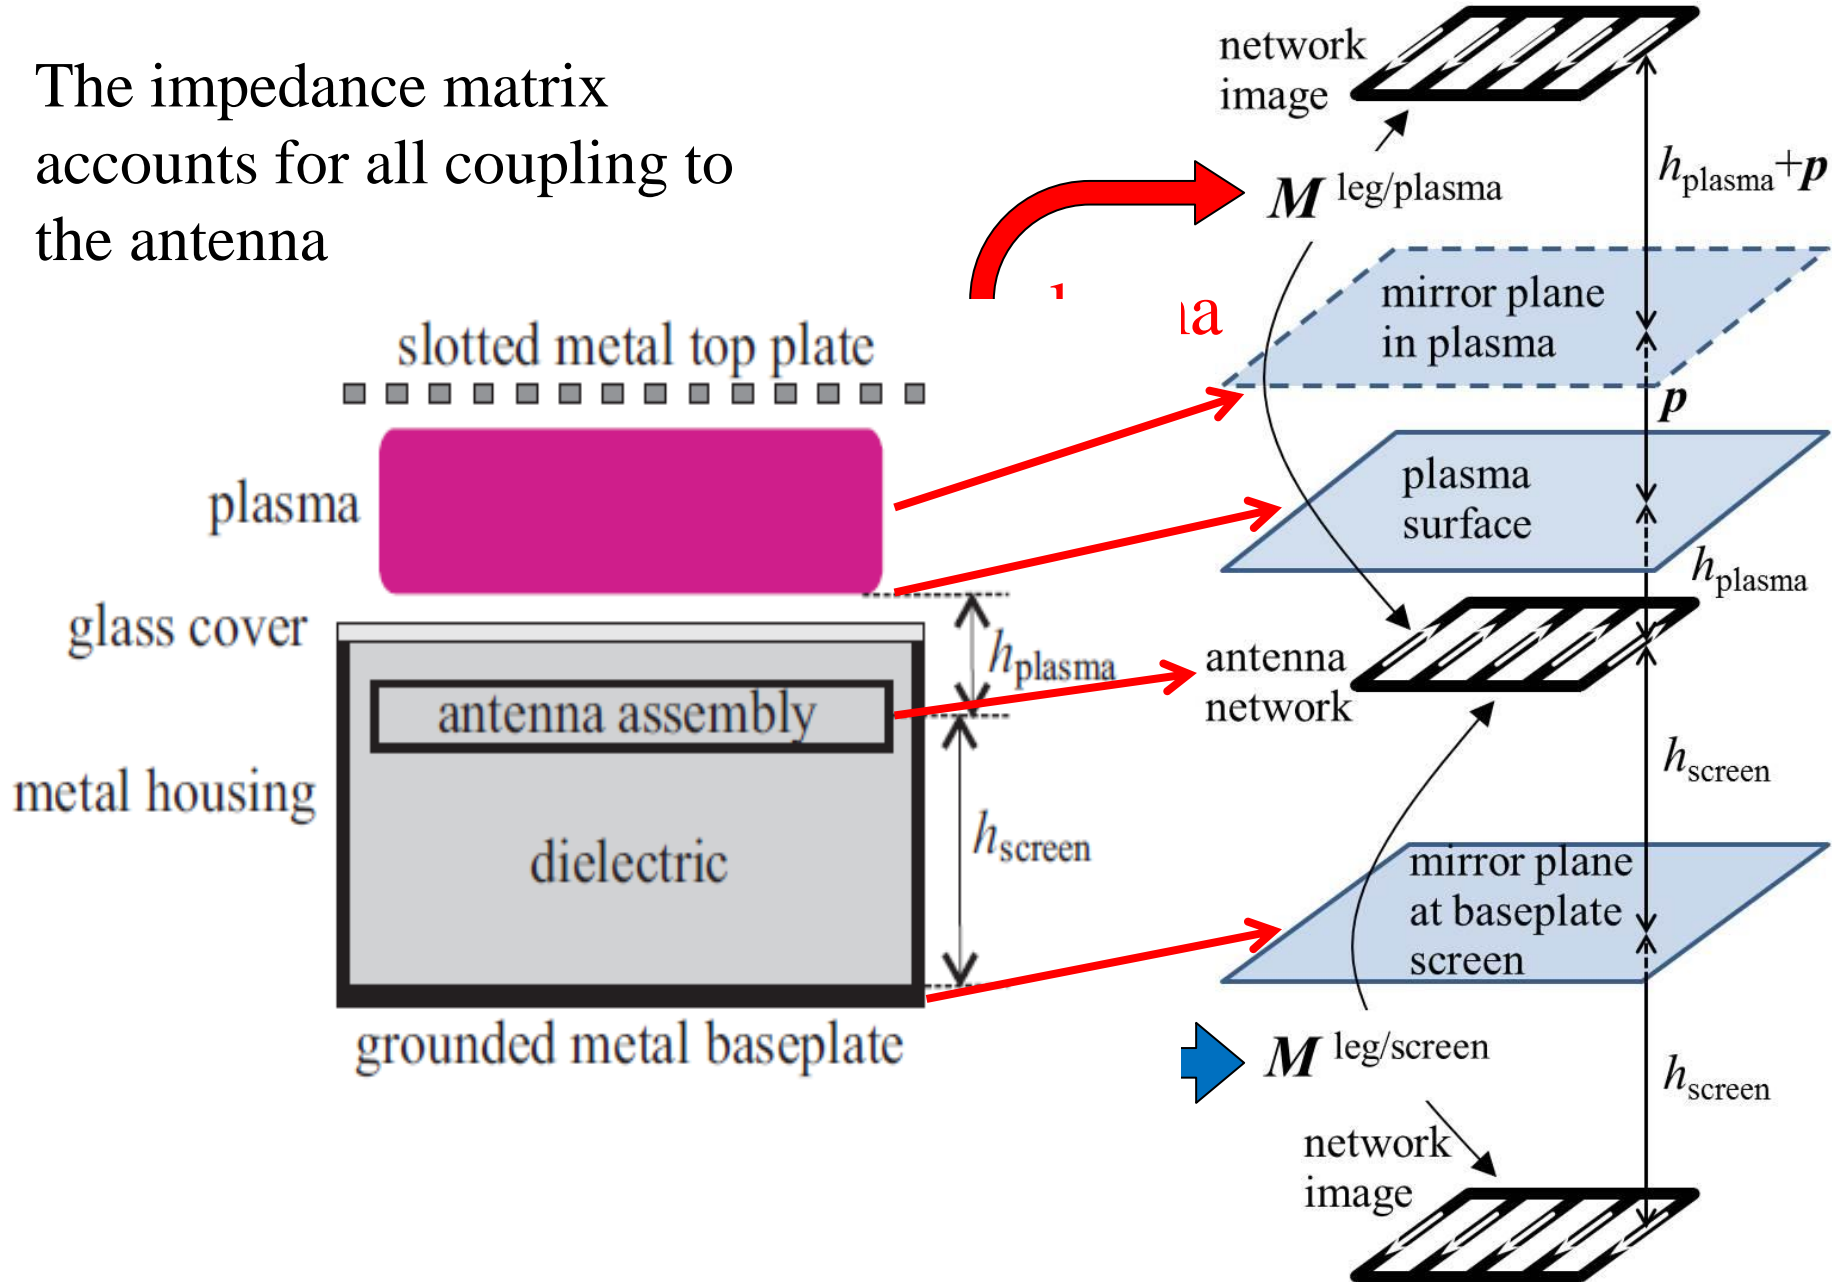 The impedance matrix
accounts for all coupling to
the antenna
slotted metal top plate
plasma
glass cover
h plasma
antenna assembly
metal housing
dielectric
h screen
grounded metal baseplate
network
image
h plasma+p
M leg/plasma
mirror plane
in plasma
p
plasma
surface
h plasma
antenna
network
h screen
mirror plane
at baseplate
screen
M leg/screen
h screen
network
image